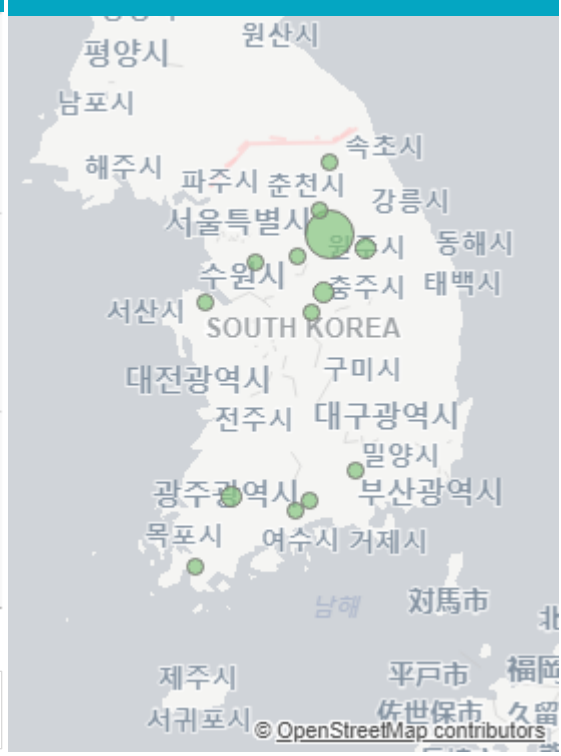 원산시
평양시
남포시
속초시
해주시
파주시 춘천시
강릉시
서울특별시
원주시
동해시
수원시
충주시
태백시
서산시
SOUTH KOREA
구미시
대전광역시
전주시
대구광역시
밀양시
광주광역시
부산광역시
목포시
여수시
거제시
남해
対馬市
北
제주시
平戸市
福岡
서귀포시
佐世保市
久留
© OpenStreetMap contributors